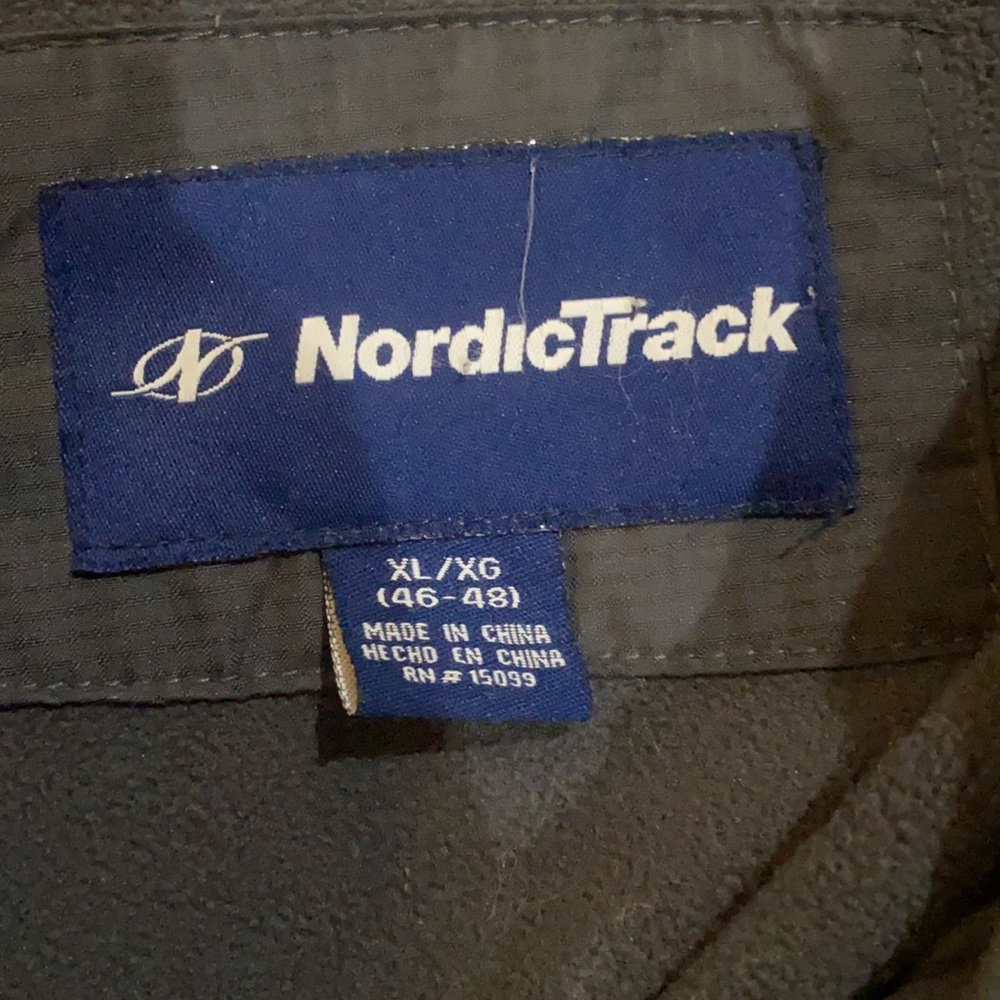 N NordicTrack
XL/XG
(46-48)
MADE IN CHINA
HECHO EN CHINA
RN# 15099